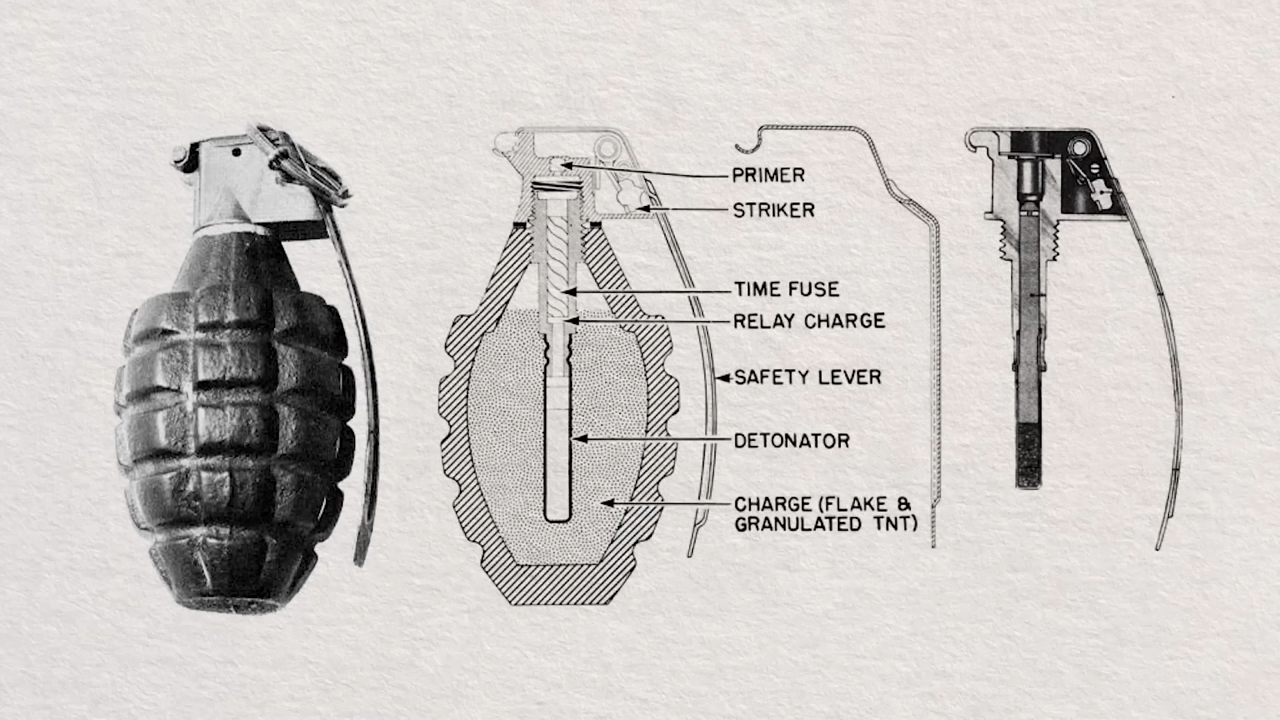 PRIMER
STRIKER
TIME FUSE
RELAY CHARGE
SAFETY LEVER
DETONATOR
CHARGE (FLAKE &
GRANULATED TNT)